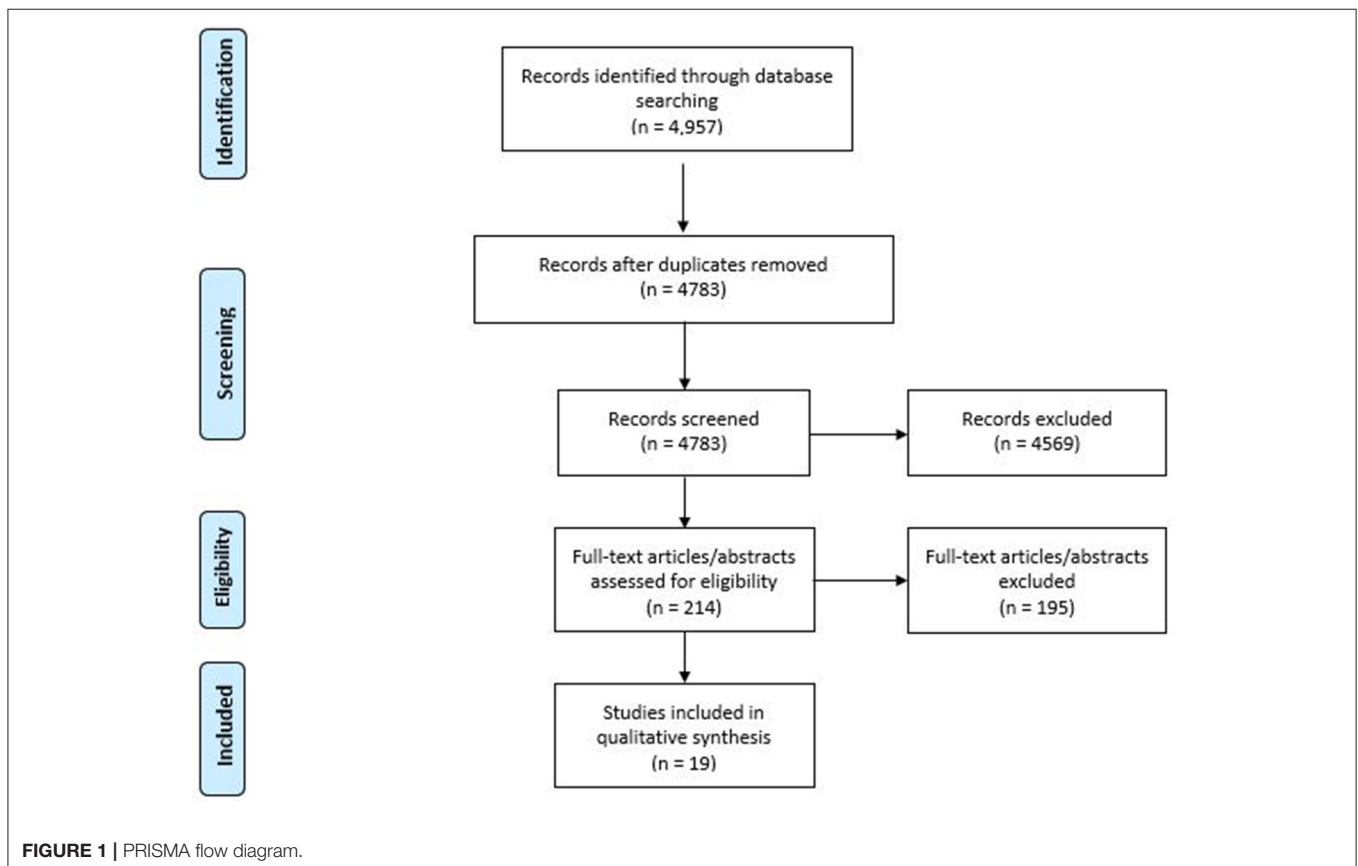 Identification
Records identified through database
searching
(n = 4,957)
Screening
Records after duplicates removed
(n = 4783)
Records screened
(n = 4783)
Records excluded
(n = 4569)
Eligibility
Full-text articles/abstracts
assessed for eligibility
(n = 214)
Full-text articles/abstracts
excluded
(n = 195)
Included
Studies included in
qualitative synthesis
(n = 19)
FIGURE 1 | PRISMA flow diagram.